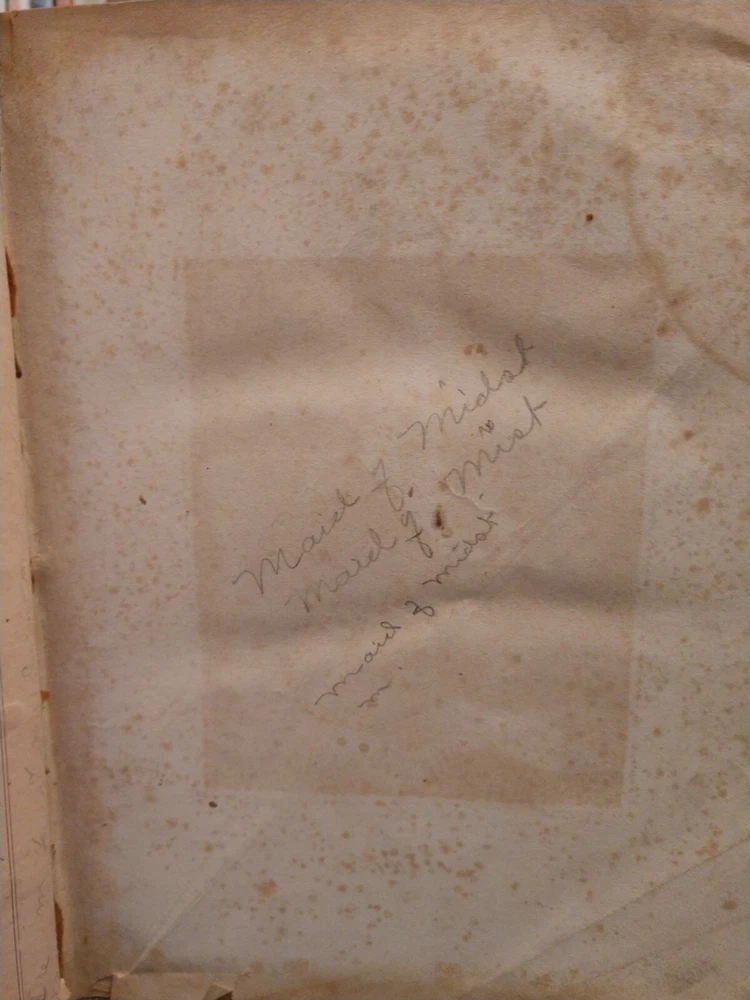 Maid of Midst
Maid of Mist
Maid of midst.
m.